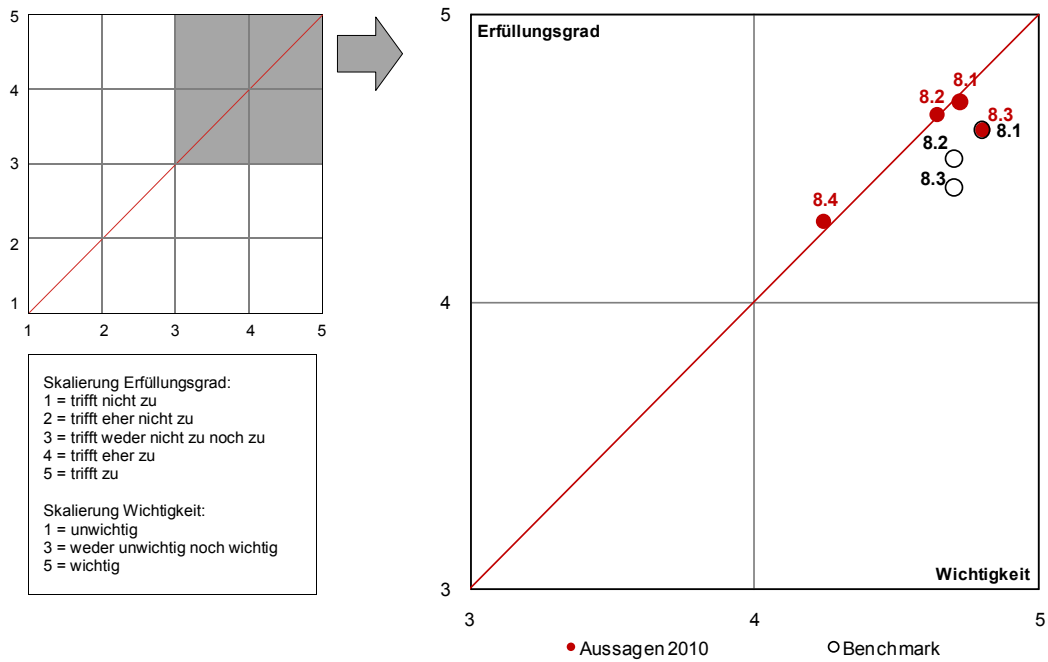 5
4
3
2
1
1 2 3 4 5
Skalierung Erfüllungsgrad:
1 = trifft nicht zu
2 = trifft eher nicht zu
3 = trifft weder nicht zu noch zu
4 = trifft eher zu
5 = trifft zu
Skalierung Wichtigkeit:
1 = unwichtig
3 = weder unwichtig noch wichtig
5 = wichtig
5
Erfüllungsgrad
8.1
8.2
8.3
8.1
8.2
8.3
8.4
4
Wichtigkeit
3
3 4 5
Aussagen 2010 Benchmark